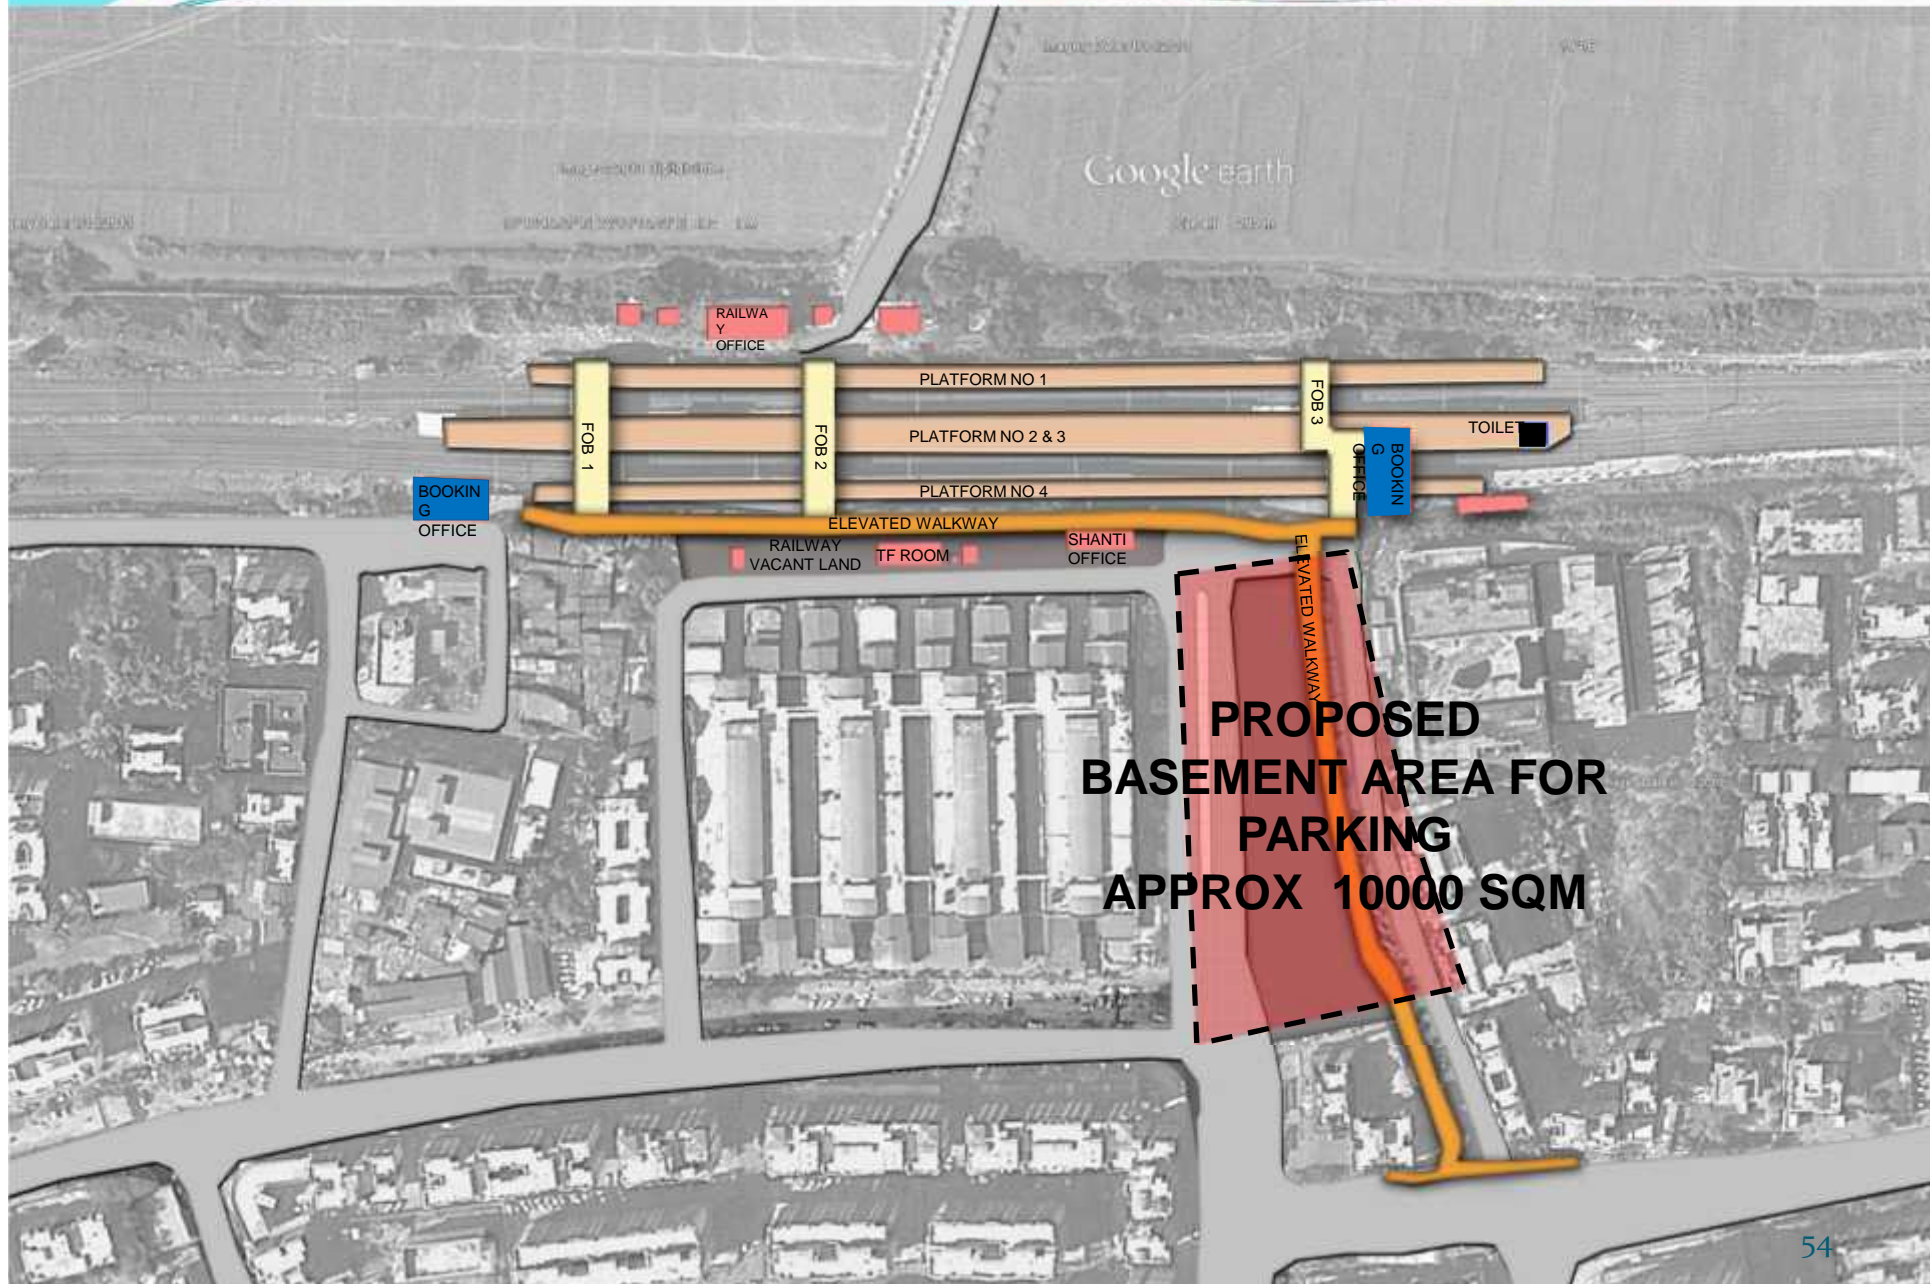 Google earth
RAILWA
Y
OFFICE
PLATFORM NO 1
FOB 3
FOB 1
FOB 2
PLATFORM NO 2 & 3
TOILET
BOOKIN
G
OFFICE
BOOKIN
G
OFFICE
PLATFORM NO 4
ELEVATED WALKWAY
RAILWAY
VACANT LAND
TF ROOM
SHANTI
OFFICE
ELEVATED WALKWAY
PROPOSED
BASEMENT AREA FOR
PARKING
APPROX 10000 SQM
54